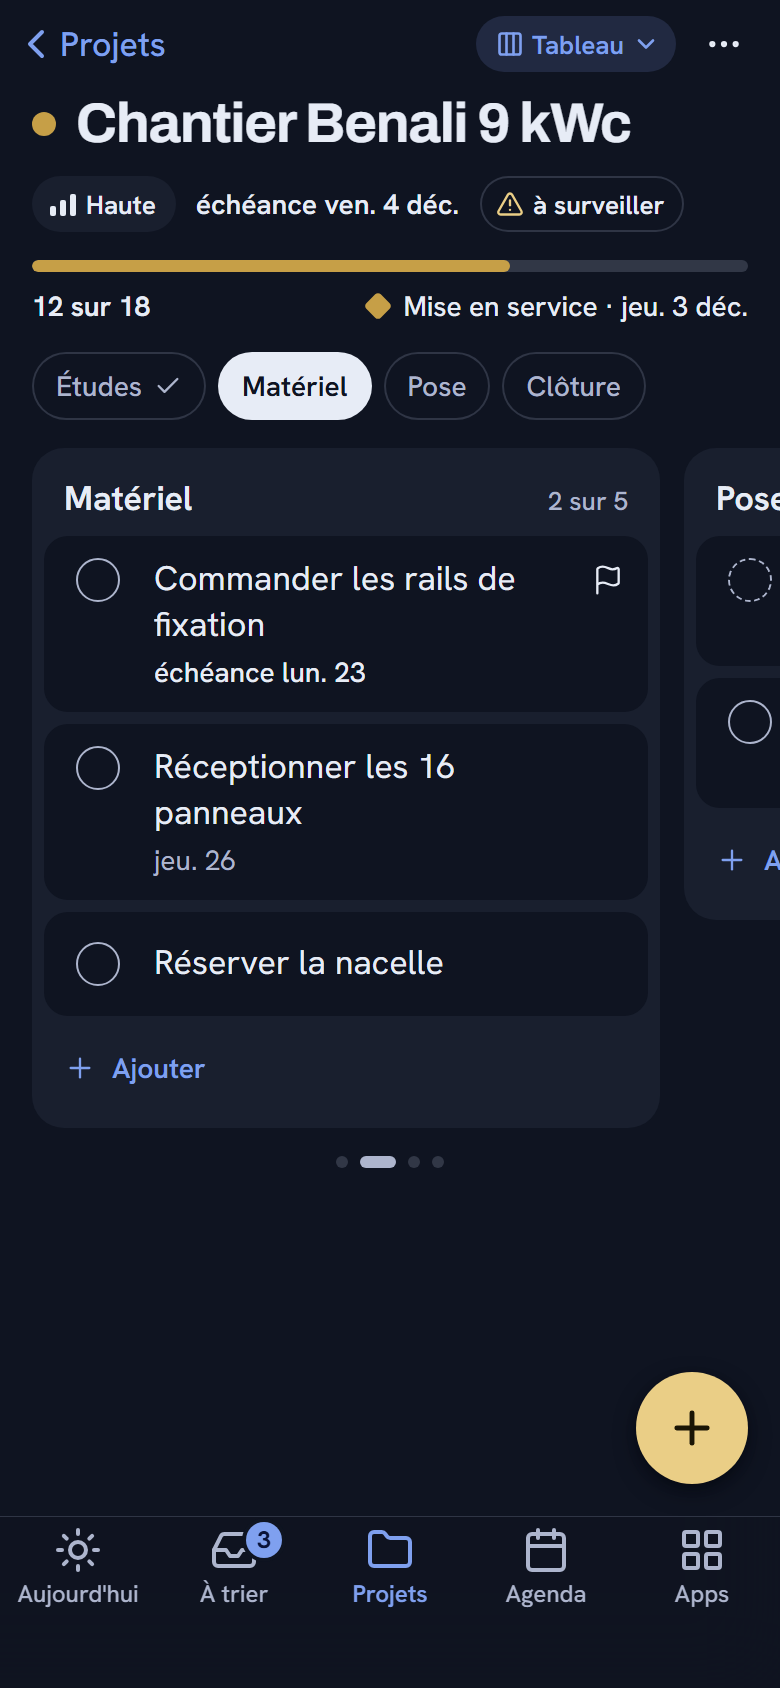 Projets
Tableau
Chantier Benali 9 kWc
Haute
échéance ven. 4 déc.
à surveiller
12 sur 18
Mise en service · jeu. 3 déc.
Études
Matériel
Pose
Clôture
Matériel
2 sur 5
Commander les rails de
fixation
échéance lun. 23
Réceptionner les 16
panneaux
jeu. 26
Réserver la nacelle
+ Ajouter
Pose
+ A
3
Aujourd'hui
À trier
Projets
Agenda
Apps